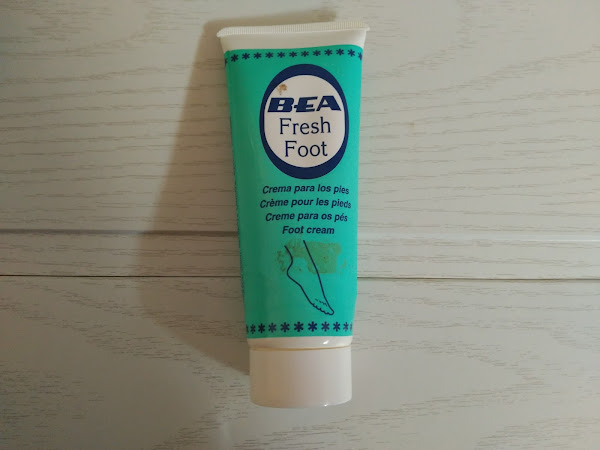 BEA
Fresh
Foot
Crema para los pies
Crème pour les pieds
Creme para os pés
Foot cream